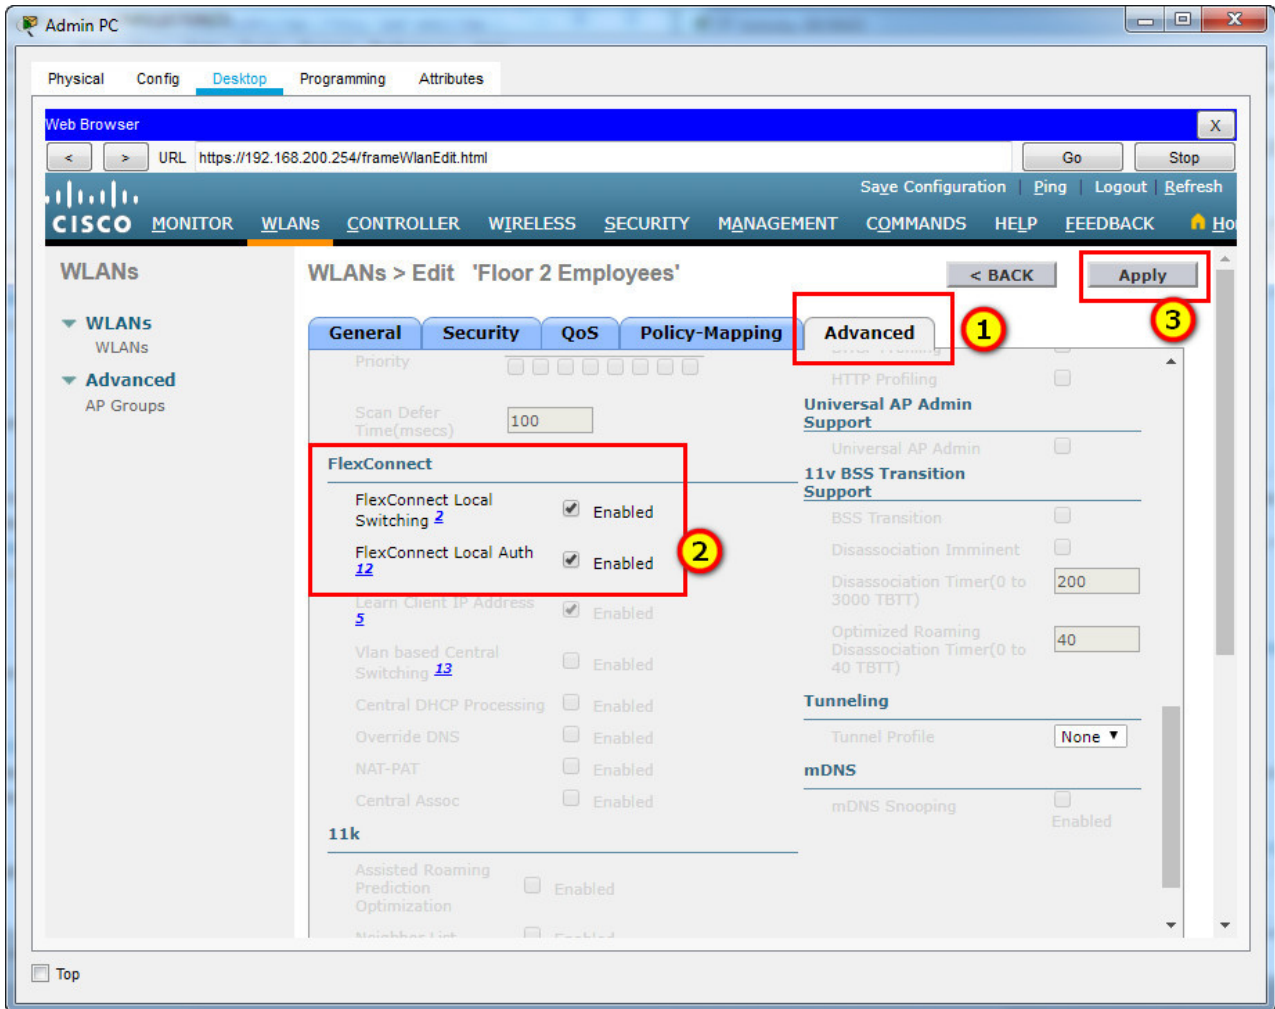 Admin PC
Physical Config Desktop Programming Attributes
Web Browser X
< > URL https://192.168.200.254/frameWlanEdit.html Go Stop
Save Configuration | Ping | Logout | Refresh
CISCO MONITOR WLANs CONTROLLER WIRELESS SECURITY MANAGEMENT COMMANDS HELP FEEDBACK
WLANs
WLANs
WLANs
Advanced
AP Groups
WLANs > Edit 'Floor 2 Employees'
< BACK
Apply
3
General Security QoS Policy-Mapping Advanced
1
Priority
Scan Defer
Time(msecs)
100
FlexConnect
FlexConnect Local
Switching 2
Enabled
FlexConnect Local Auth
12
Enabled
2
Learn Client IP Address
5
Enabled
Vlan based Central
Switching 13
Enabled
Central DHCP Processing Enabled
Override DNS Enabled
NAT-PAT Enabled
Central Assoc Enabled
11k
Assisted Roaming
Prediction
Optimization
Enabled
Neighbor List Enabled
HTTP Profiling
Universal AP Admin
Support
Universal AP Admin
11v BSS Transition
Support
BSS Transition
Disassociation Imminent
Disassociation Timer(0 to
3000 TBTT)
200
Optimized Roaming
Disassociation Timer(0 to
40 TBTT)
40
Tunneling
Tunnel Profile None
mDNS
mDNS Snooping
Enabled
Top